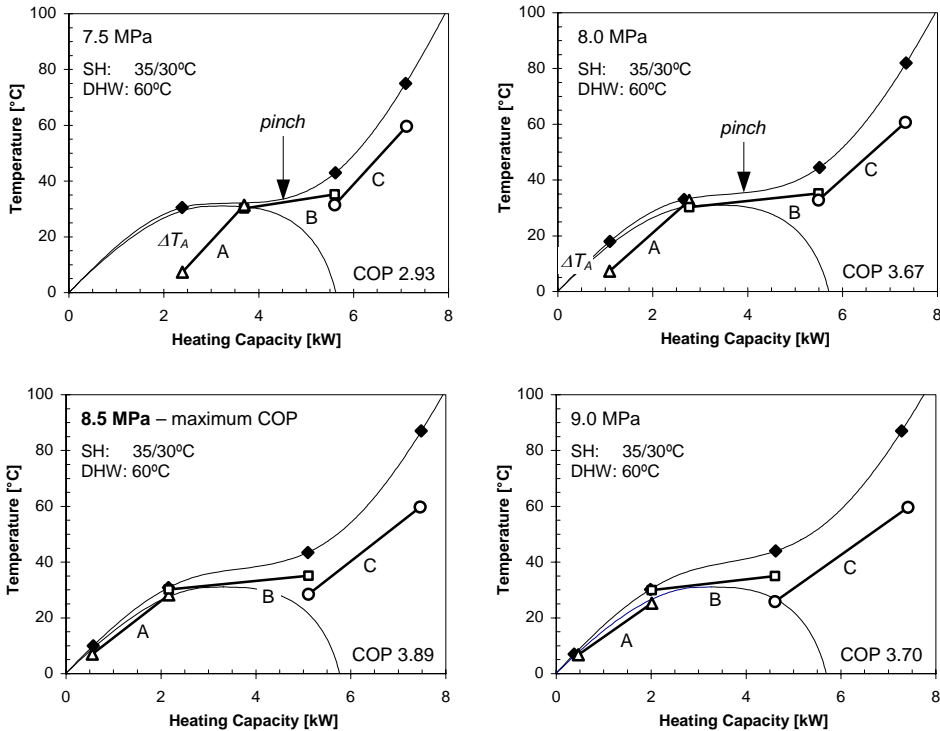 7.5 MPa
SH: 35/30ºC
DHW: 60ºC
pinch
ΔT_A
A
B
C
COP 2.93
Temperature [°C]
100
80
60
40
20
0
0 2 4 6 8
Heating Capacity [kW]
8.0 MPa
SH: 35/30ºC
DHW: 60ºC
pinch
ΔT_A
A
B
C
COP 3.67
Temperature [°C]
100
80
60
40
20
0
0 2 4 6 8
Heating Capacity [kW]
8.5 MPa – maximum COP
SH: 35/30ºC
DHW: 60ºC
A
B
C
COP 3.89
Temperature [°C]
100
80
60
40
20
0
0 2 4 6 8
Heating Capacity [kW]
9.0 MPa
SH: 35/30ºC
DHW: 60ºC
A
B
C
COP 3.70
Temperature [°C]
100
80
60
40
20
0
0 2 4 6 8
Heating Capacity [kW]